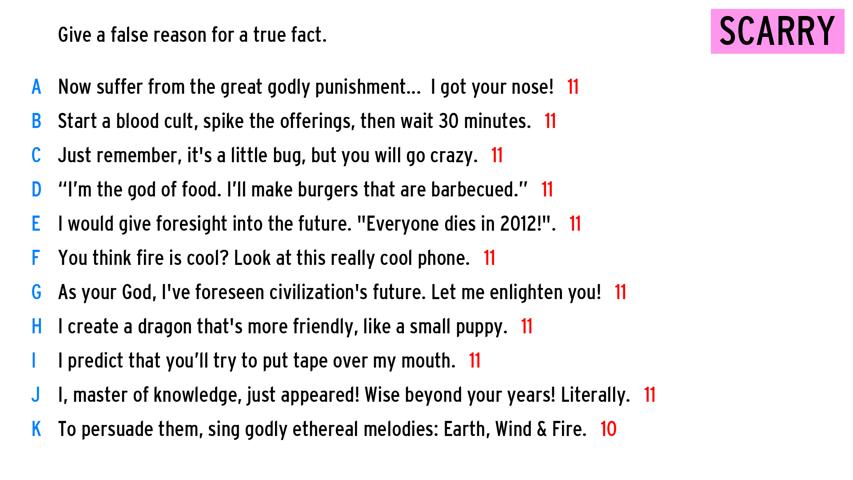 Give a false reason for a true fact.
SCARRY
A Now suffer from the great godly punishment... I got your nose! 11
B Start a blood cult, spike the offerings, then wait 30 minutes. 11
C Just remember, it's a little bug, but you will go crazy. 11
D “I’m the god of food. I’ll make burgers that are barbecued.” 11
E I would give foresight into the future. "Everyone dies in 2012!". 11
F You think fire is cool? Look at this really cool phone. 11
G As your God, I've foreseen civilization's future. Let me enlighten you! 11
H I create a dragon that's more friendly, like a small puppy. 11
I I predict that you’ll try to put tape over my mouth. 11
J I, master of knowledge, just appeared! Wise beyond your years! Literally. 11
K To persuade them, sing godly ethereal melodies: Earth, Wind & Fire. 10